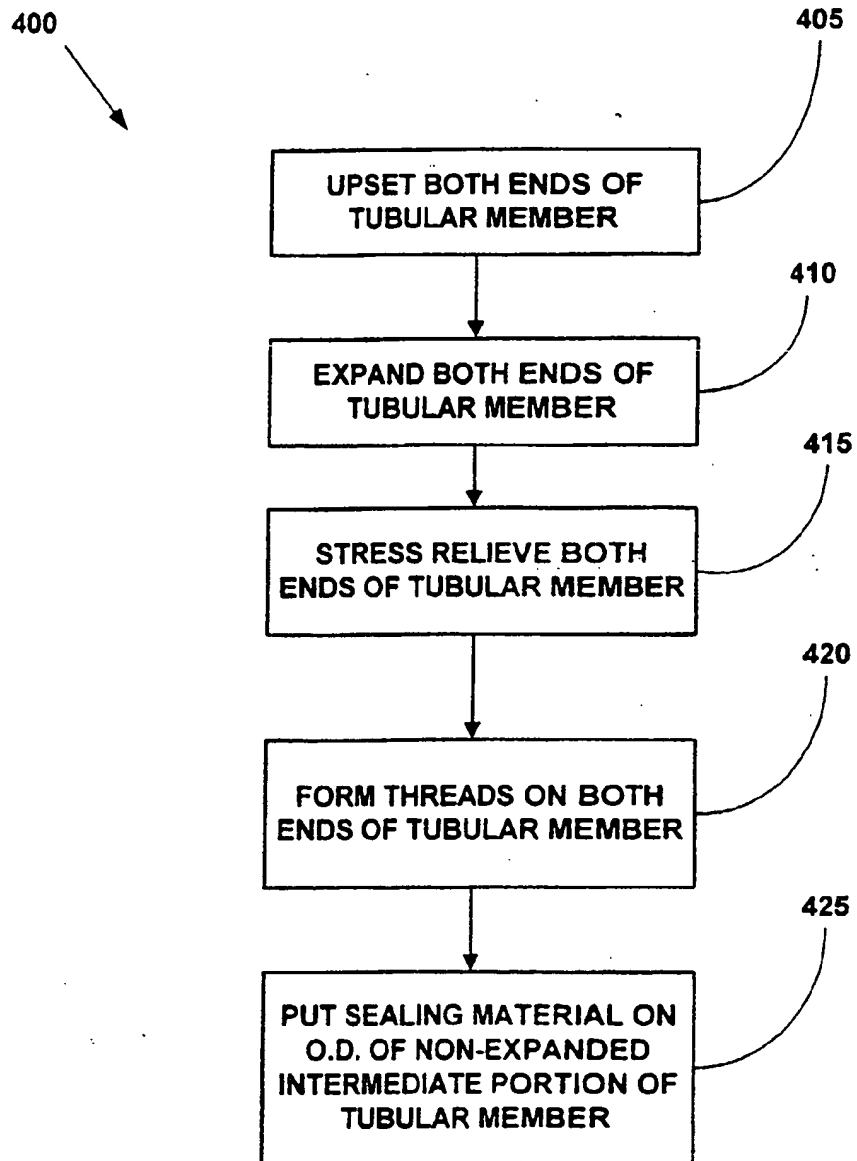 400
405
UPSET BOTH ENDS OF
TUBULAR MEMBER
410
EXPAND BOTH ENDS OF
TUBULAR MEMBER
415
STRESS RELIEVE BOTH
ENDS OF TUBULAR MEMBER
420
FORM THREADS ON BOTH
ENDS OF TUBULAR MEMBER
425
PUT SEALING MATERIAL ON
O.D. OF NON-EXPANDED
INTERMEDIATE PORTION OF
TUBULAR MEMBER